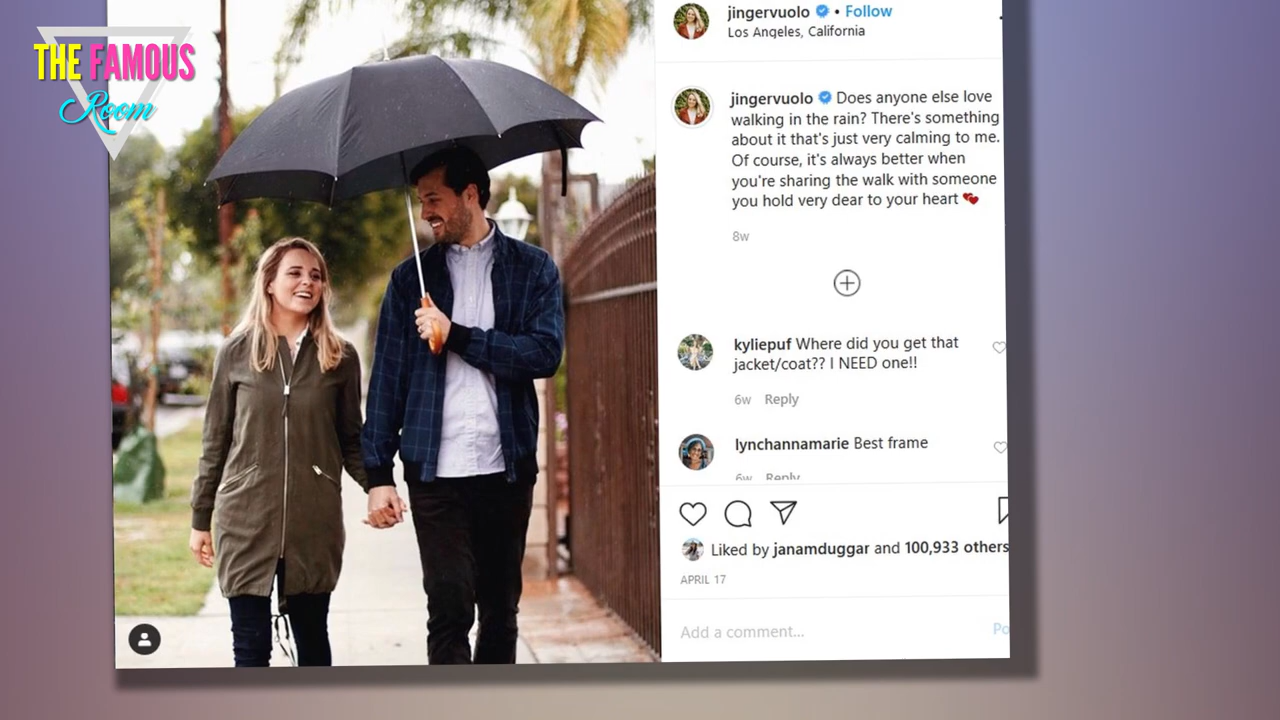 THE FAMOUS
Room
jingervuolo • Follow
Los Angeles, California
jingervuolo Does anyone else love
walking in the rain? There's something
about it that's just very calming to me.
Of course, it's always better when
you're sharing the walk with someone
you hold very dear to your heart 💕
8w
kyliepuf Where did you get that
jacket/coat?? I NEED one!!
6w Reply
lynchannamarie Best frame
6w Reply
Liked by janamduggar and 100,933 others
APRIL 17
Add a comment...
Po